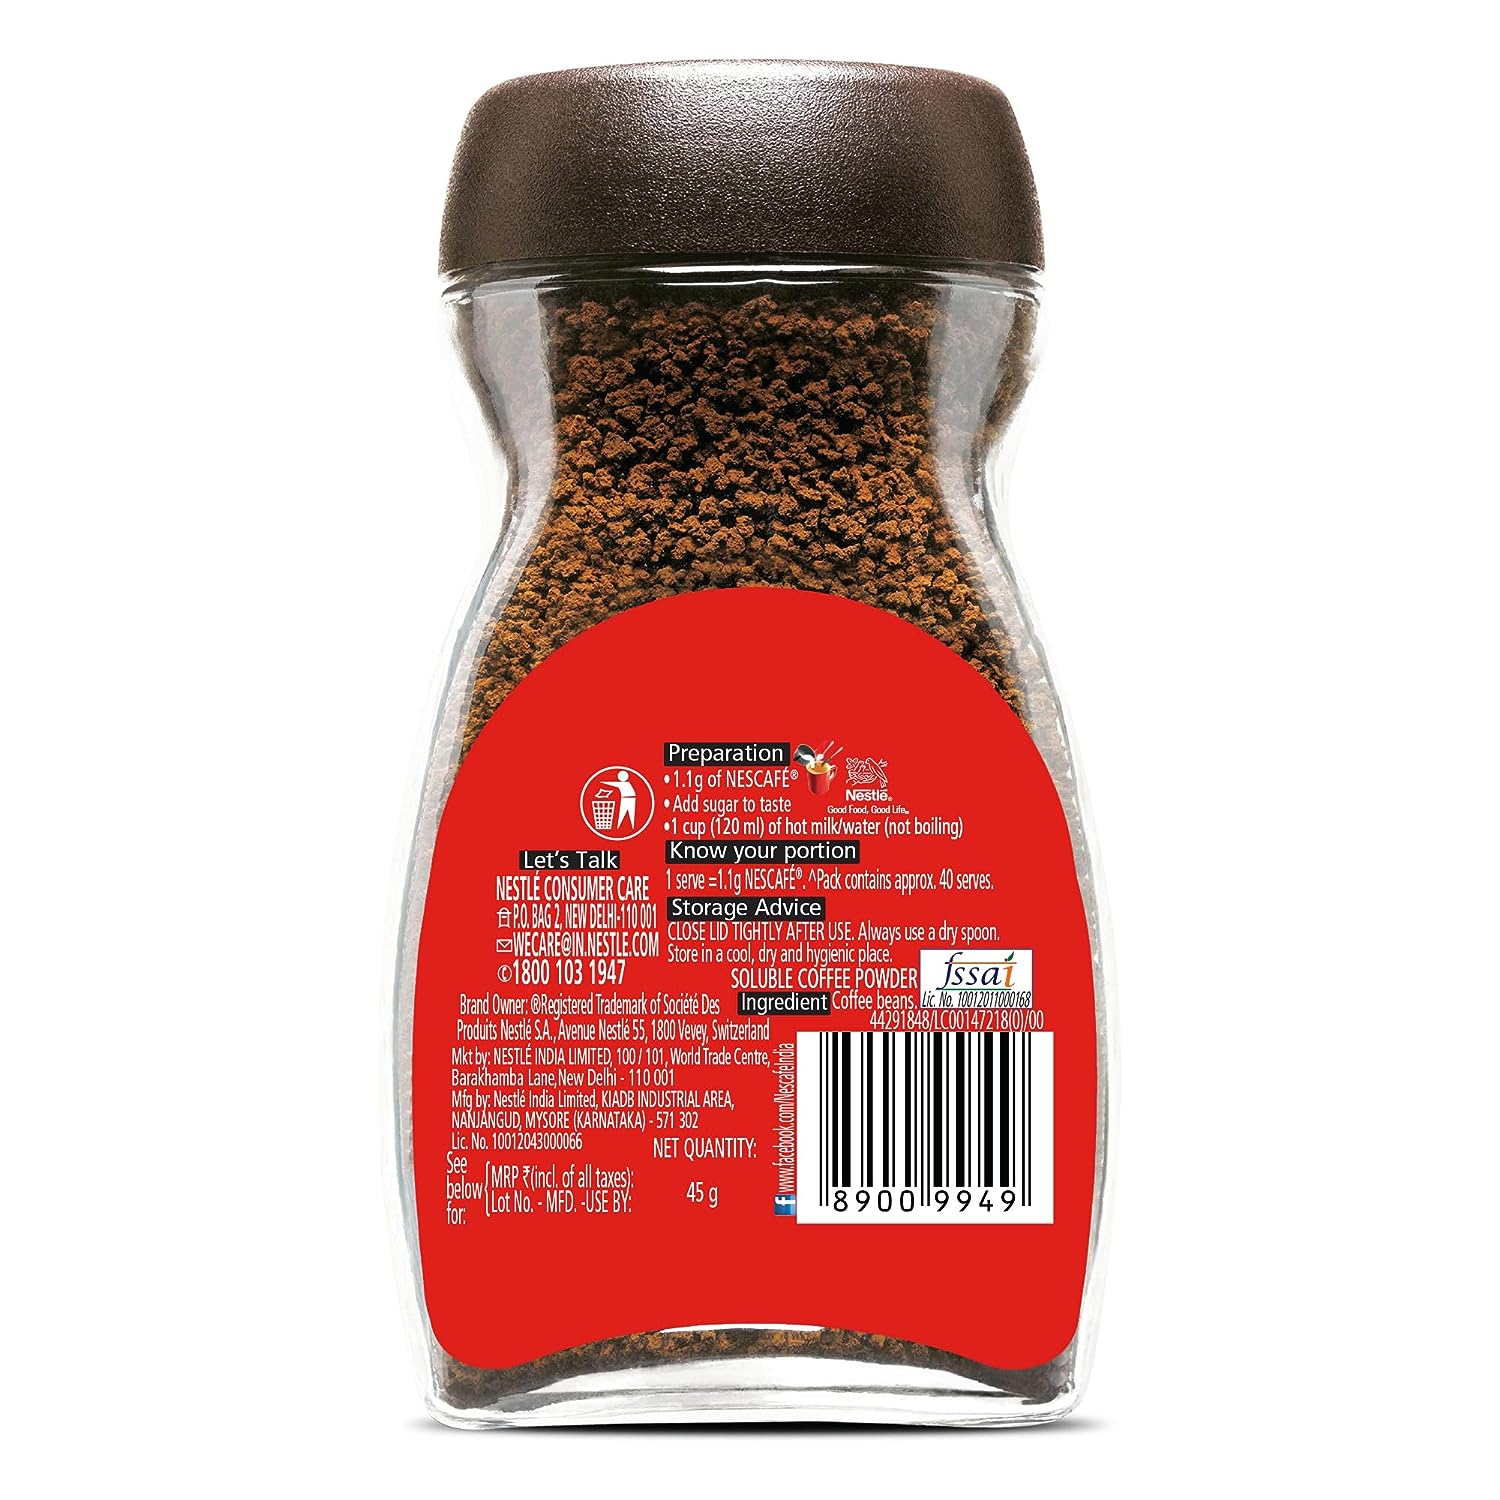 Preparation
•1.1g of NESCAFÉ®
•Add sugar to taste
•1 cup (120 ml) of hot milk/water (not boiling)
Nestlé®
Good Food, Good Life™
Know your portion
1 serve =1.1g NESCAFÉ®. ^Pack contains approx. 40 serves.
Storage Advice
CLOSE LID TIGHTLY AFTER USE. Always use a dry spoon.
Store in a cool, dry and hygienic place.
SOLUBLE COFFEE POWDER
Ingredient Coffee beans.
fssai
Lic. No. 10012011000168
44291848/LC00147218(0)/00
Let's Talk
NESTLÉ CONSUMER CARE
P.O. BAG 2, NEW DELHI-110 001
WECARE@IN.NESTLE.COM
1800 103 1947
Brand Owner: ®Registered Trademark of Société Des
Produits Nestlé S.A., Avenue Nestlé 55, 1800 Vevey, Switzerland
Mkt by: NESTLÉ INDIA LIMITED, 100 / 101, World Trade Centre,
Barakhamba Lane, New Delhi - 110 001
Mfg by: Nestlé India Limited, KIADB INDUSTRIAL AREA,
NANJANGUD, MYSORE (KARNATAKA) - 571 302
Lic. No. 10012043000066
See
below
for:
MRP ₹(incl. of all taxes):
Lot No. - MFD. -USE BY:
NET QUANTITY:
45 g
f www.facebook.com/NescafeIndia
8900 9949